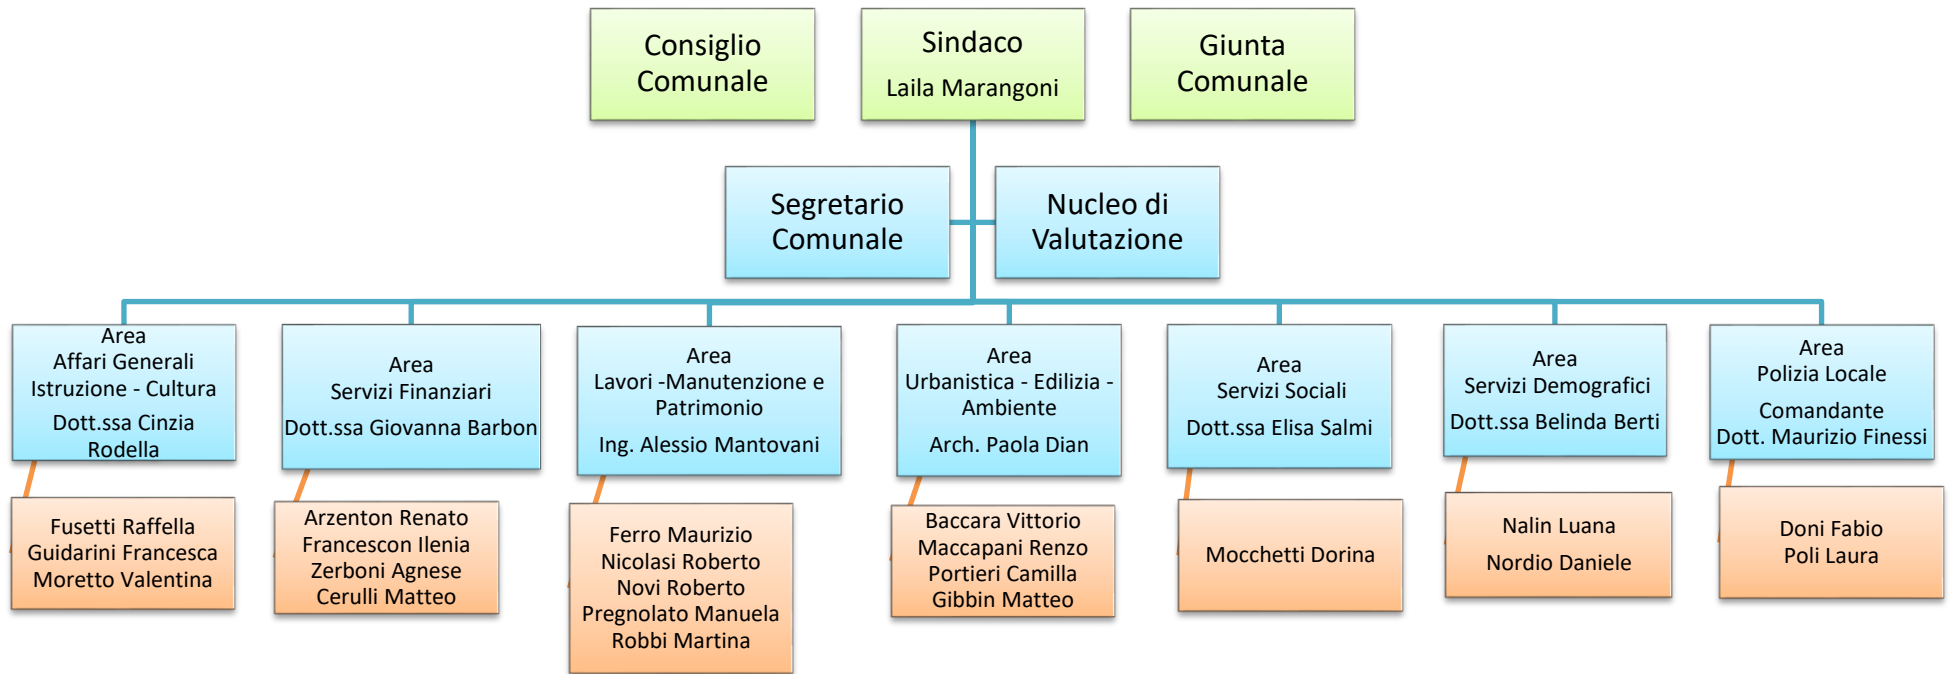 Consiglio
Comunale
Sindaco
Laila Marangoni
Giunta
Comunale
Segretario
Comunale
Nucleo di
Valutazione
Area
Affari Generali
Istruzione - Cultura
Dott.ssa Cinzia
Rodella
Area
Servizi Finanziari
Dott.ssa Giovanna Barbon
Area
Lavori -Manutenzione e
Patrimonio
Ing. Alessio Mantovani
Area
Urbanistica - Edilizia -
Ambiente
Arch. Paola Dian
Area
Servizi Sociali
Dott.ssa Elisa Salmi
Area
Servizi Demografici
Dott.ssa Belinda Berti
Area
Polizia Locale
Comandante
Dott. Maurizio Finessi
Fusetti Raffella
Guidarini Francesca
Moretto Valentina
Arzenton Renato
Francescon Ilenia
Zerboni Agnese
Cerulli Matteo
Ferro Maurizio
Nicolasi Roberto
Novi Roberto
Pregnolato Manuela
Robbi Martina
Baccara Vittorio
Maccapani Renzo
Portieri Camilla
Gibbin Matteo
Mocchetti Dorina
Nalin Luana
Nordio Daniele
Doni Fabio
Poli Laura